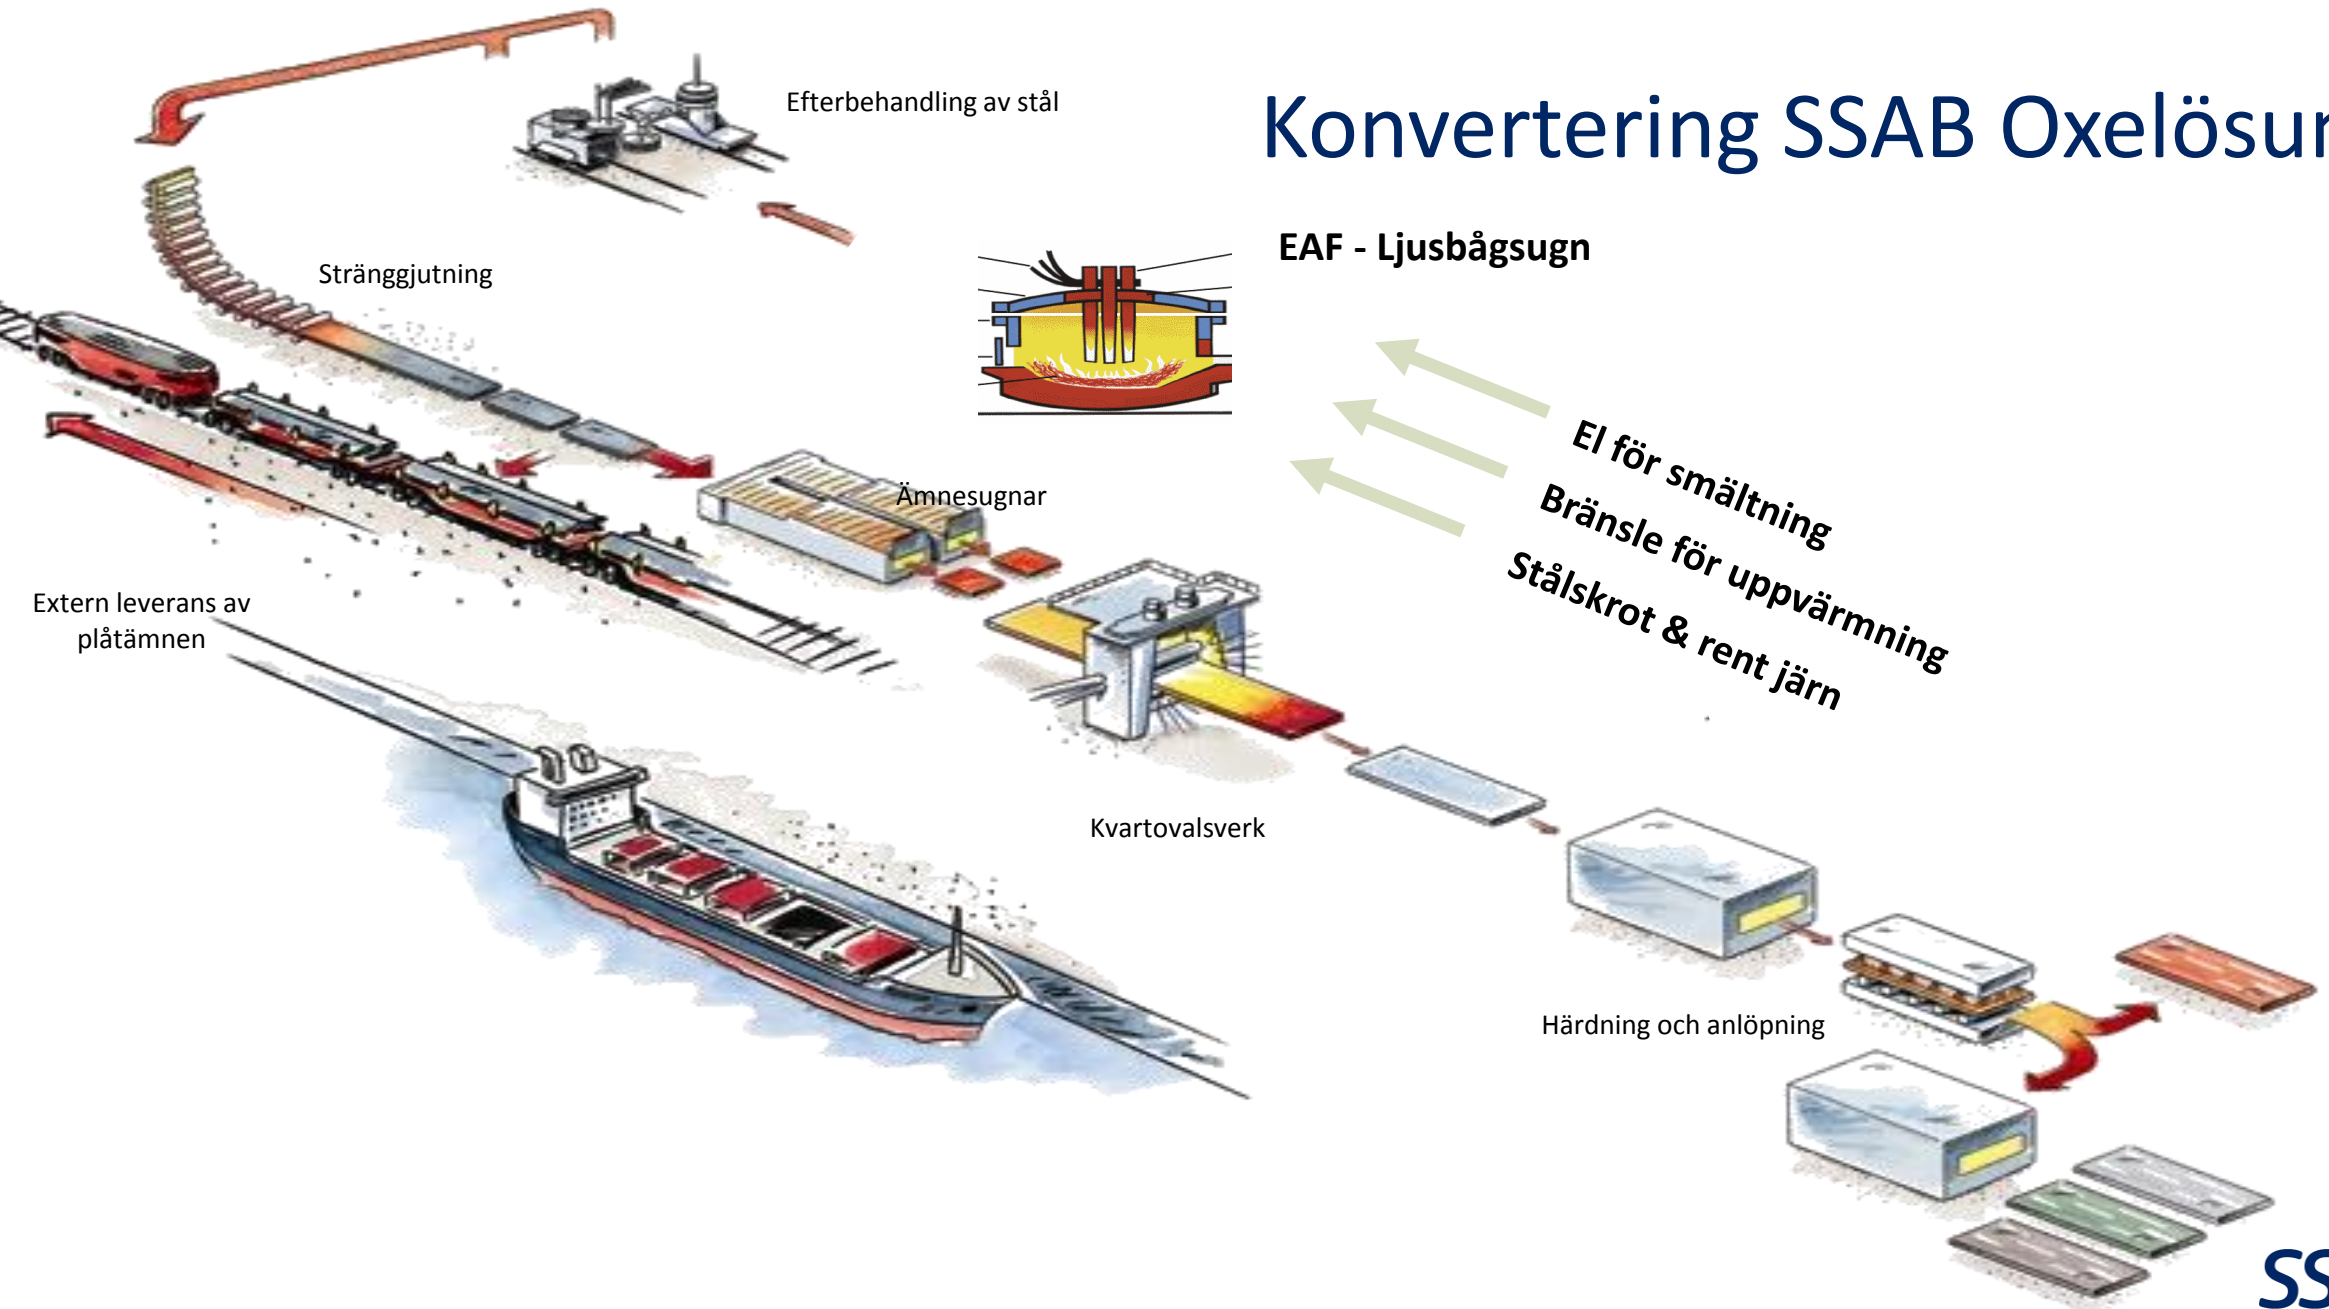 Konvertering SSAB Oxelösun
Efterbehandling av stål
EAF - Ljusbågsugn
Stränggjutning
El för smältning
Bränsle för uppvärmning
Stålskrot & rent järn
Ämnesugnar
Extern leverans av
plåtämnen
Kvartovalsverk
Härdning och anlöpning
SS